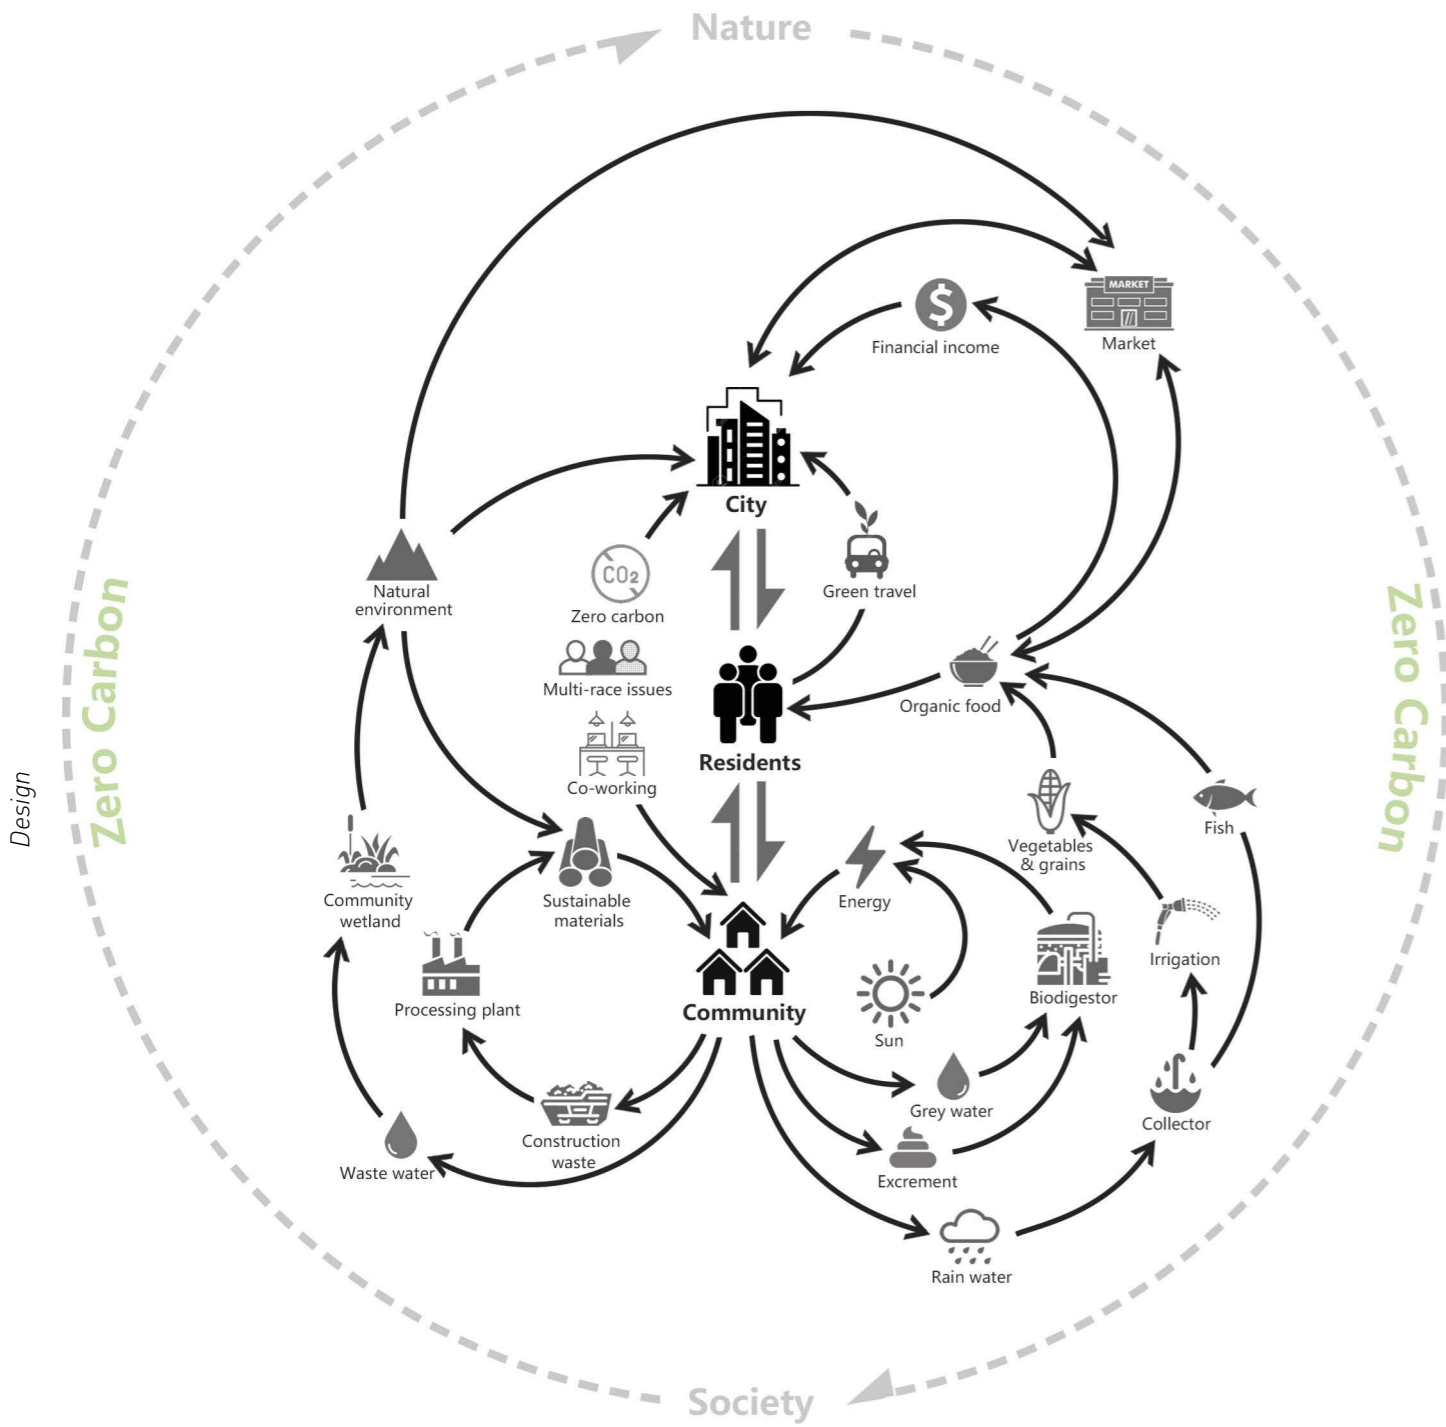 Nature
MARKET
Market
$
Financial income
City
CO₂
Zero carbon
Green travel
Natural
environment
Zero Carbon
Zero Carbon
Multi-race issues
Organic food
Residents
Co-working
Design
Fish
Vegetables
& grains
Community
wetland
Sustainable
materials
Energy
Irrigation
Processing plant
Biodigestor
Community
Sun
Grey water
Collector
Construction
waste
Waste water
Excrement
Rain water
Society